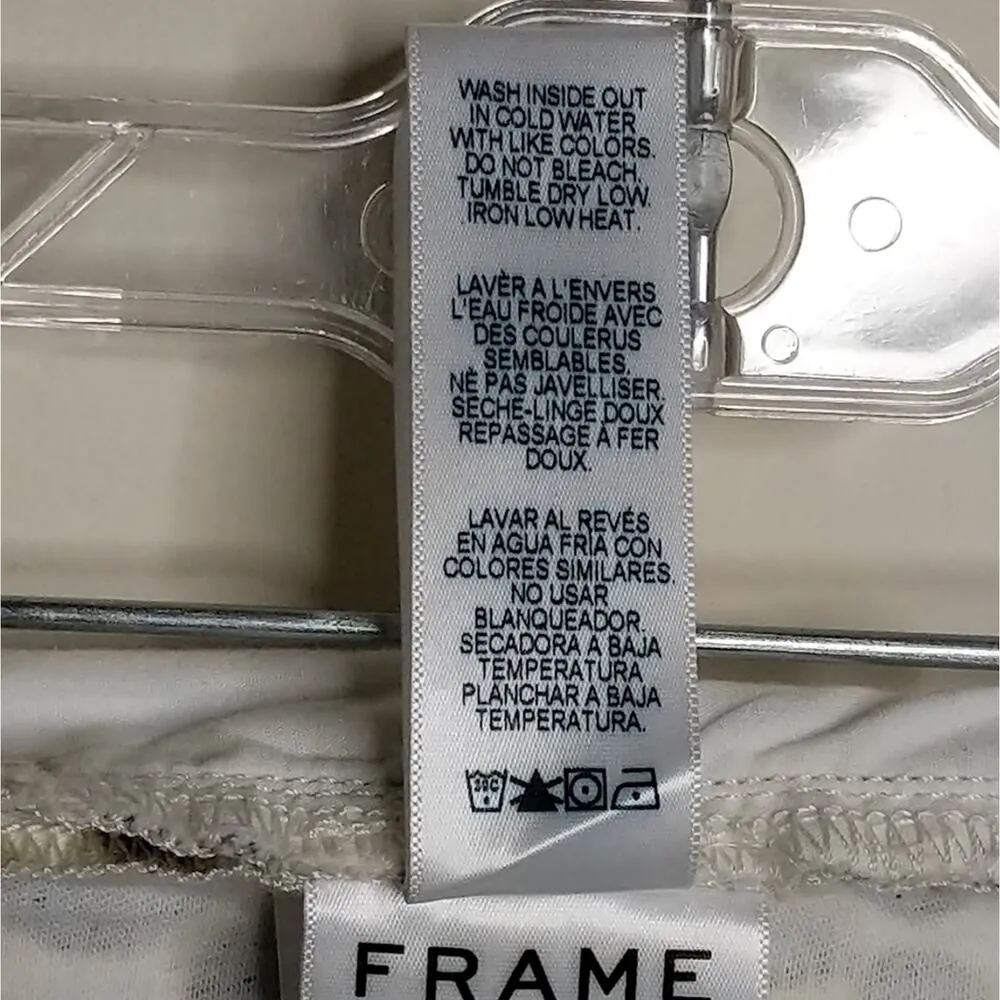 WASH INSIDE OUT
IN COLD WATER
WITH LIKE COLORS.
DO NOT BLEACH,
TUMBLE DRY LOW.
IRON LOW HEAT.
LAVÈR A L'ENVERS
L'EAU FROIDE AVEC
DES COULERUS
SEMBLABLES.
NÈ PAS JAVELLISER
SECHE-LINGE DOUX
REPASSAGE À FER
DOUX.
LAVAR AL REVÉS
EN AGUA FRÍA CON
COLORES SIMILARES.
NO USAR
BLANQUEADOR
SECADORA A BAJA
TEMPERATURA
PLANCHAR A BAJA
TEMPERATURA.
30C
FRAME